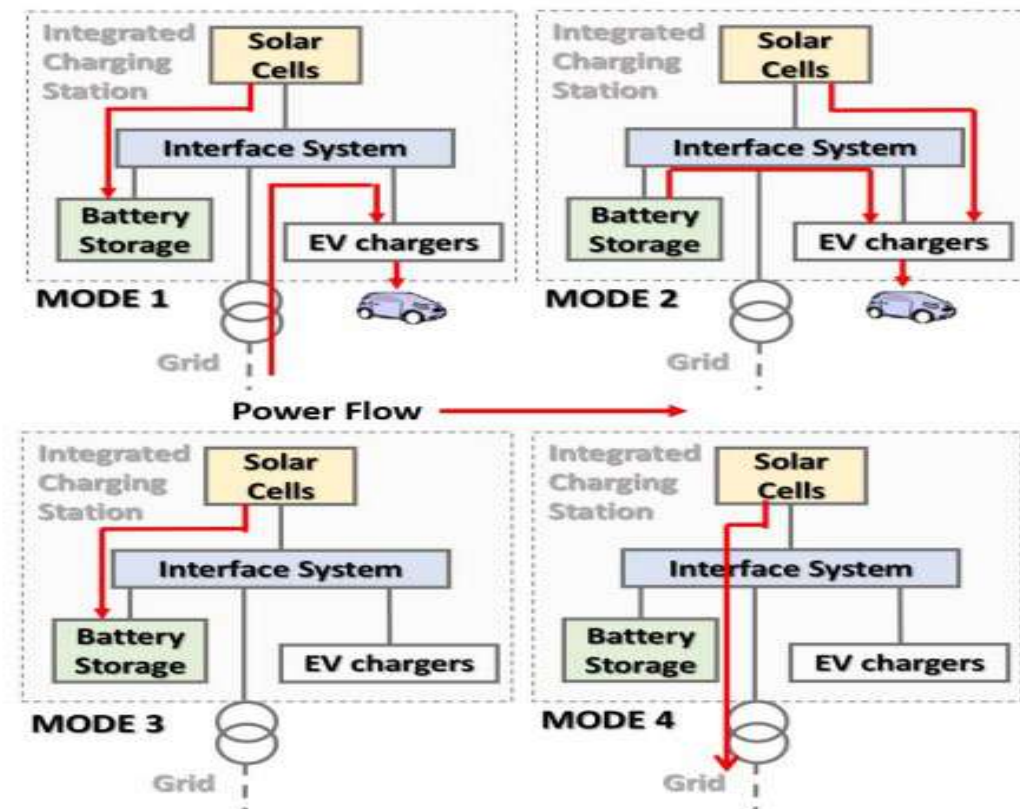 Integrated
Charging
Station
Solar
Cells
Interface System
Battery
Storage
EV chargers
MODE 1
Grid
Integrated
Charging
Station
Solar
Cells
Interface System
Battery
Storage
EV chargers
MODE 2
Grid
Power Flow
Integrated
Charging
Station
Solar
Cells
Interface System
Battery
Storage
EV chargers
MODE 3
Grid
Integrated
Charging
Station
Solar
Cells
Interface System
Battery
Storage
EV chargers
MODE 4
Grid